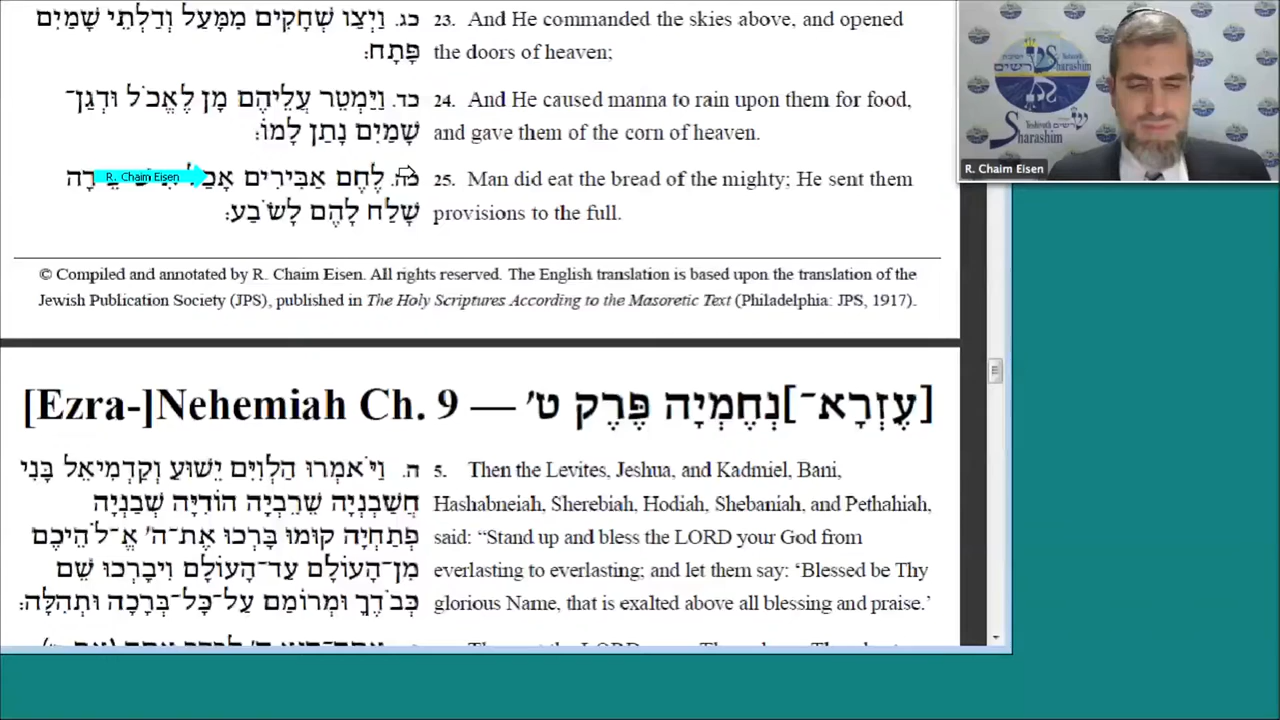 כג. וַיְצַו שְׁחָקִים מִמָּעַל וְדַלְתֵי שָׁמַיִם
פָּתָח:
23. And He commanded the skies above, and opened
the doors of heaven;
כד. וַיַּמְטֵר עֲלֵיהֶם מָן לֶאֱכֹל וּדְגַן־
שָׁמַיִם נָתַן לָמוֹ:
24. And He caused manna to rain upon them for food,
and gave them of the corn of heaven.
כה. לֶחֶם אַבִּירִים
שָׁלַח לָהֶם לָשֹׂבַע:
R. Chaim Eisen
25. Man did eat the bread of the mighty; He sent them
provisions to the full.
© Compiled and annotated by R. Chaim Eisen. All rights reserved. The English translation is based upon the translation of the
Jewish Publication Society (JPS), published in The Holy Scriptures According to the Masoretic Text (Philadelphia: JPS, 1917).
[Ezra-]Nehemiah Ch. 9 — [עֶזְרָא־]נְחֶמְיָה פֶּרֶק ט׳
ה. וַיֹּאמְרוּ הַלְוִיִּם יֵשׁוּעַ וְקַדְמִיאֵל בָּנִי
חֲשַׁבְנְיָה שֵׁרֵבְיָה הוֹדִיָּה שְׁבַנְיָה
פְתַחְיָה קוּמוּ בָּרְכוּ אֶת־ה׳ אֱ־לֹהֵיכֶם
מִן־הָעוֹלָם עַד־הָעוֹלָם וִיבָרְכוּ שֵׁם
כְּבֹדֶךָ וּמְרוֹמַם עַל־כָּל־בְּרָכָה וּתְהִלָּה:
5. Then the Levites, Jeshua, and Kadmiel, Bani,
Hashabneiah, Sherebiah, Hodiah, Shebaniah, and Pethahiah,
said: “Stand up and bless the LORD your God from
everlasting to everlasting; and let them say: ‘Blessed be Thy
glorious Name, that is exalted above all blessing and praise.’
Sharashim
Yeshivath
Sharashim
R. Chaim Eisen